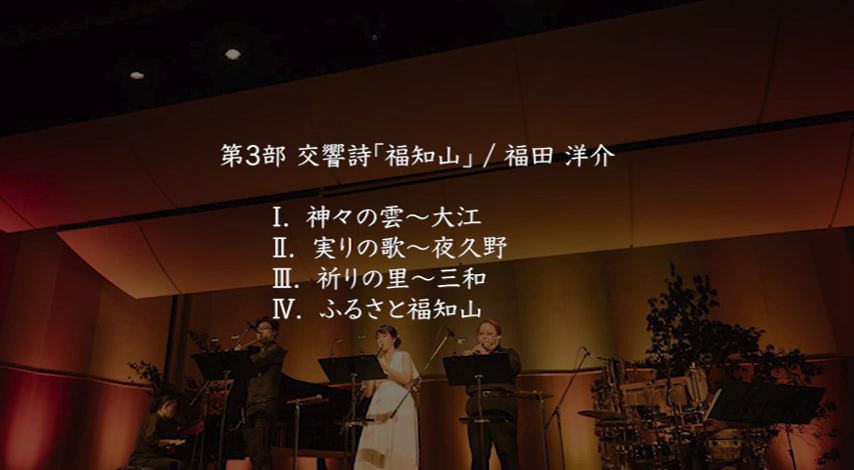 第3部 交響詩「福知山」 / 福田 洋介
Ⅰ. 神々の雲〜大江
Ⅱ. 実りの歌〜夜久野
Ⅲ. 祈りの里〜三和
Ⅳ. ふるさと福知山